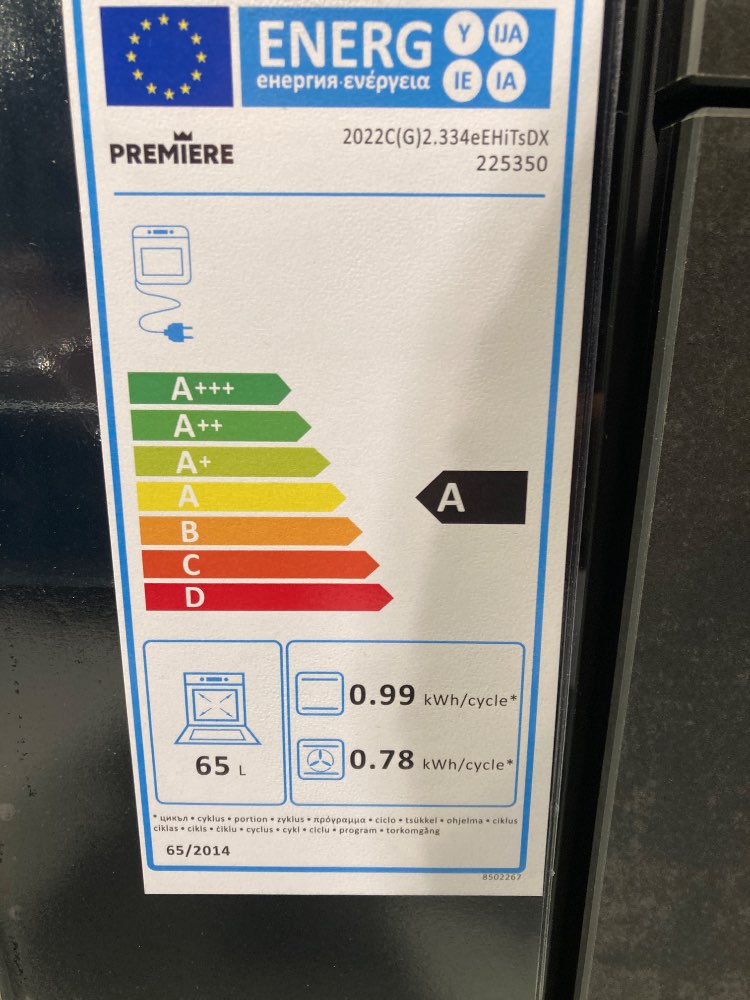 ENERG
Y IJA
IE IA
енергия·ενέργεια
PREMIERE
2022C(G)2.334eEHiTsDX
225350
A+++
A++
A+
A
A
B
C
D
0.99 kWh/cycle*
0.78 kWh/cycle*
65 L
* цикъл • cyklus • portion • zyklus • πρόγραμμα • ciclo • tsükkel • ohjelma • ciklus
ciklas • cikls • ċiklu • cyclus • cykl • ciclu • program • torkomgång
65/2014
8502267